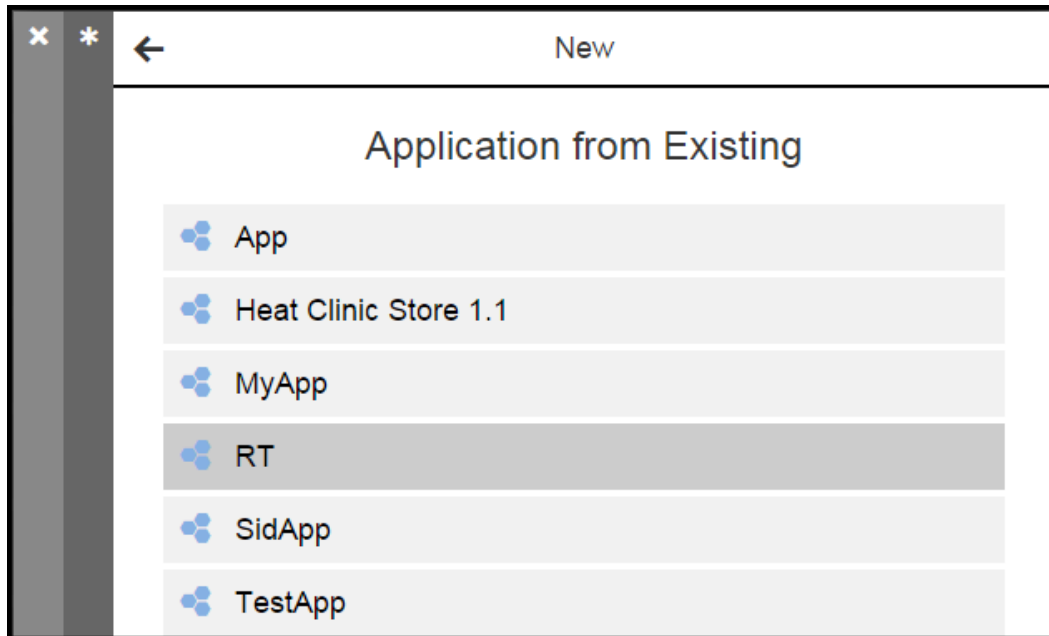 New
Application from Existing
App
Heat Clinic Store 1.1
MyApp
RT
SidApp
TestApp